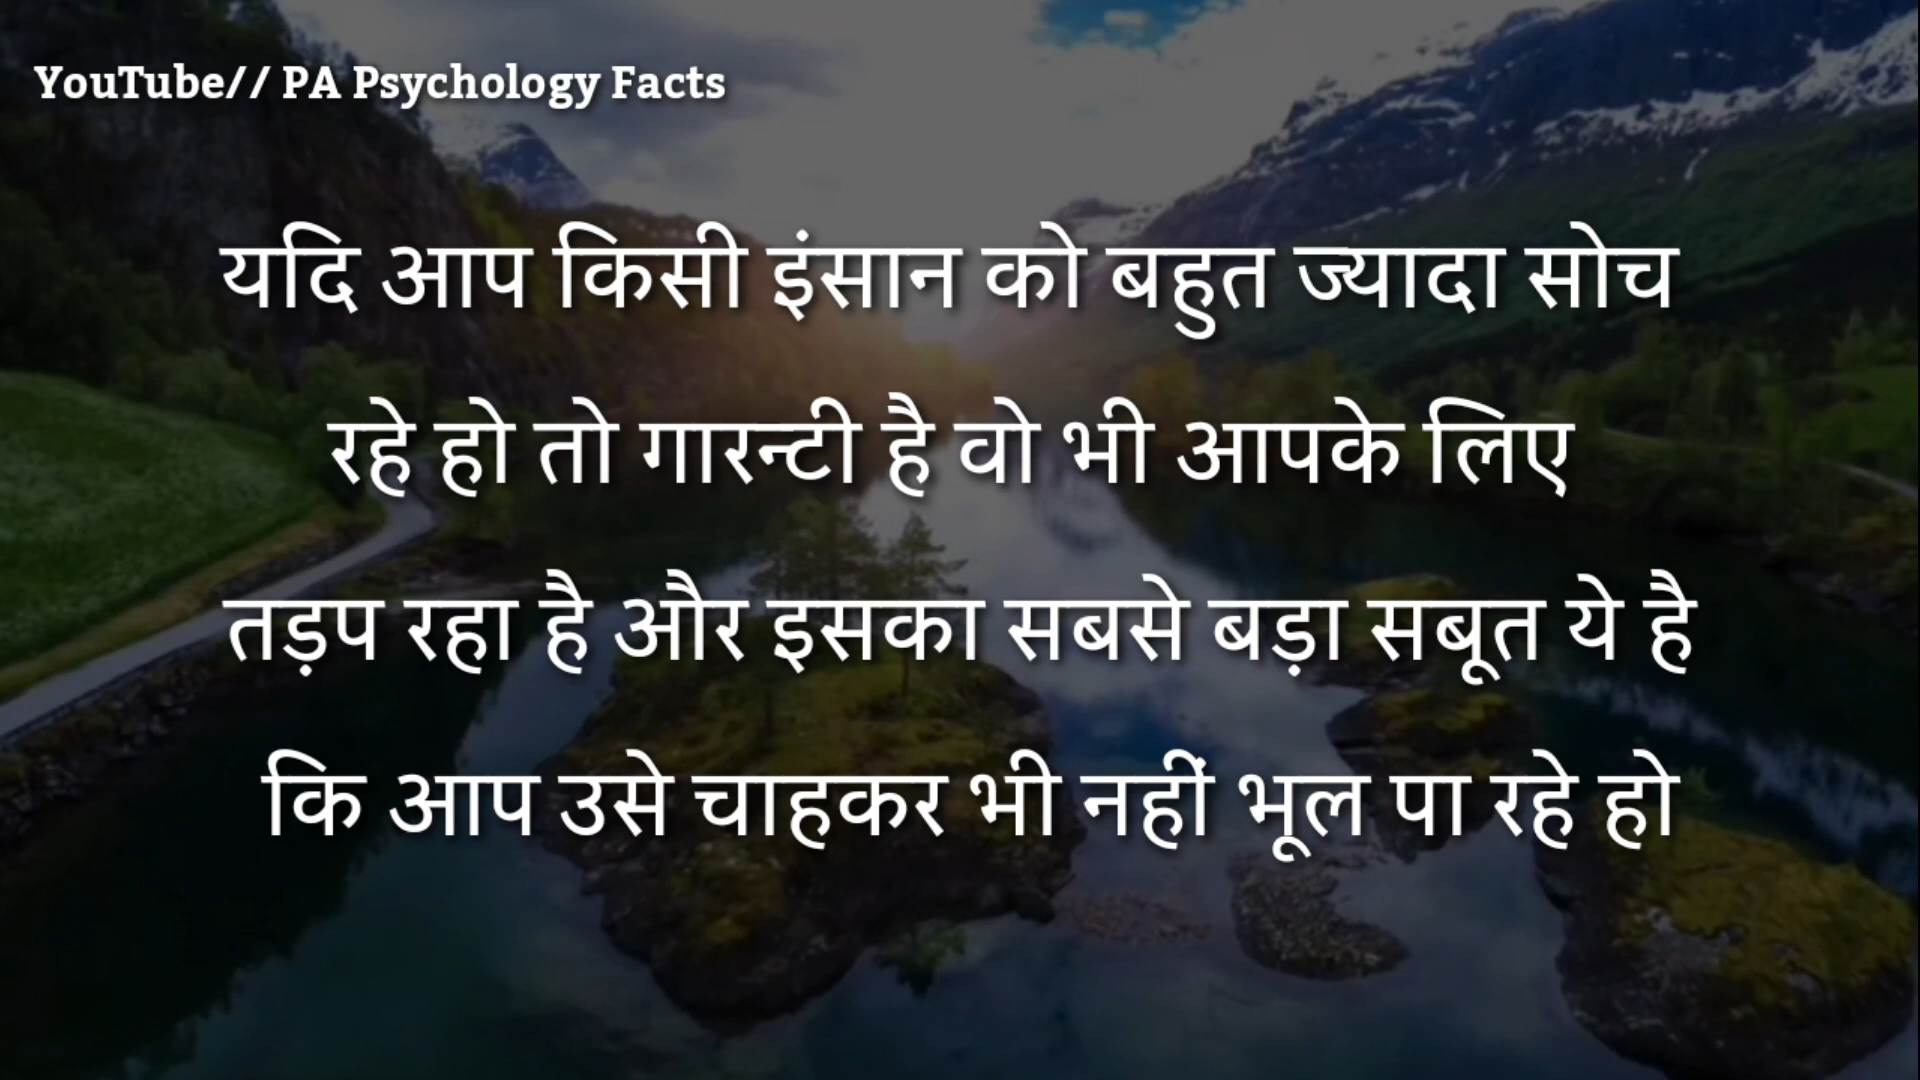 YouTube// PA Psychology Facts
यदि आप किसी इंसान को बहुत ज्यादा सोच
रहे हो तो गारन्टी है वो भी आपके लिए
तड़प रहा है और इसका सबसे बड़ा सबूत ये है
कि आप उसे चाहकर भी नहीं भूल पा रहे हो